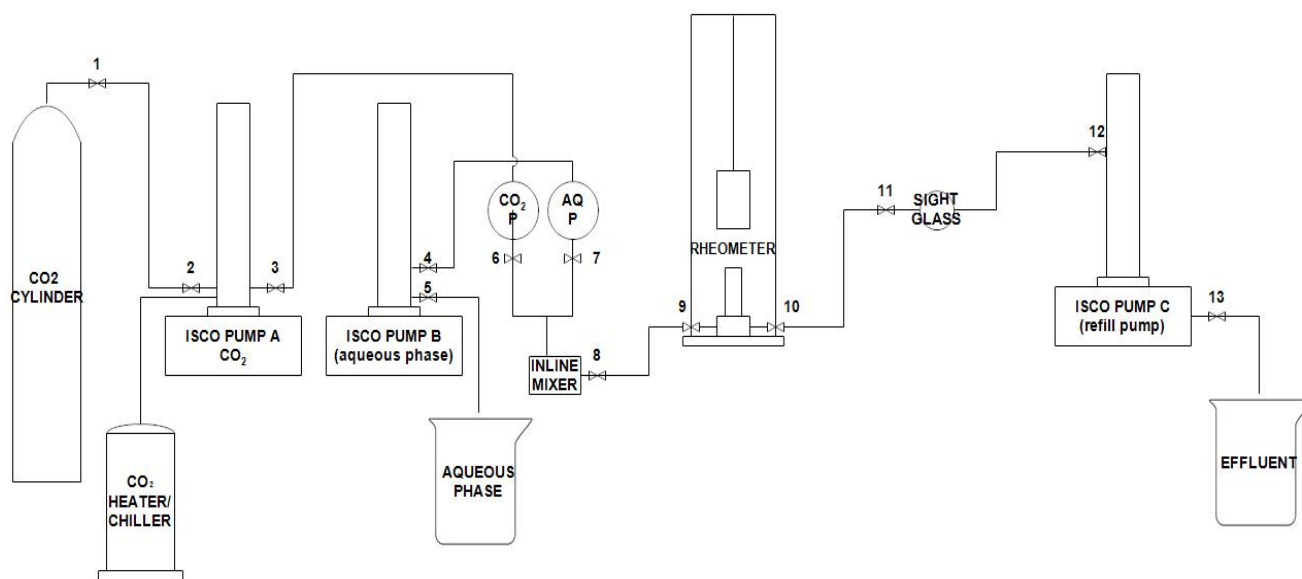 1
CO2
CYLINDER
2
3
ISCO PUMP A
CO₂
CO₂
HEATER/
CHILLER
ISCO PUMP B
(aqueous phase)
4
5
AQUEOUS
PHASE
CO₂
P
AQ
P
6
7
INLINE
MIXER
8
RHEOMETER
9
10
11
SIGHT
GLASS
12
ISCO PUMP C
(refill pump)
13
EFFLUENT